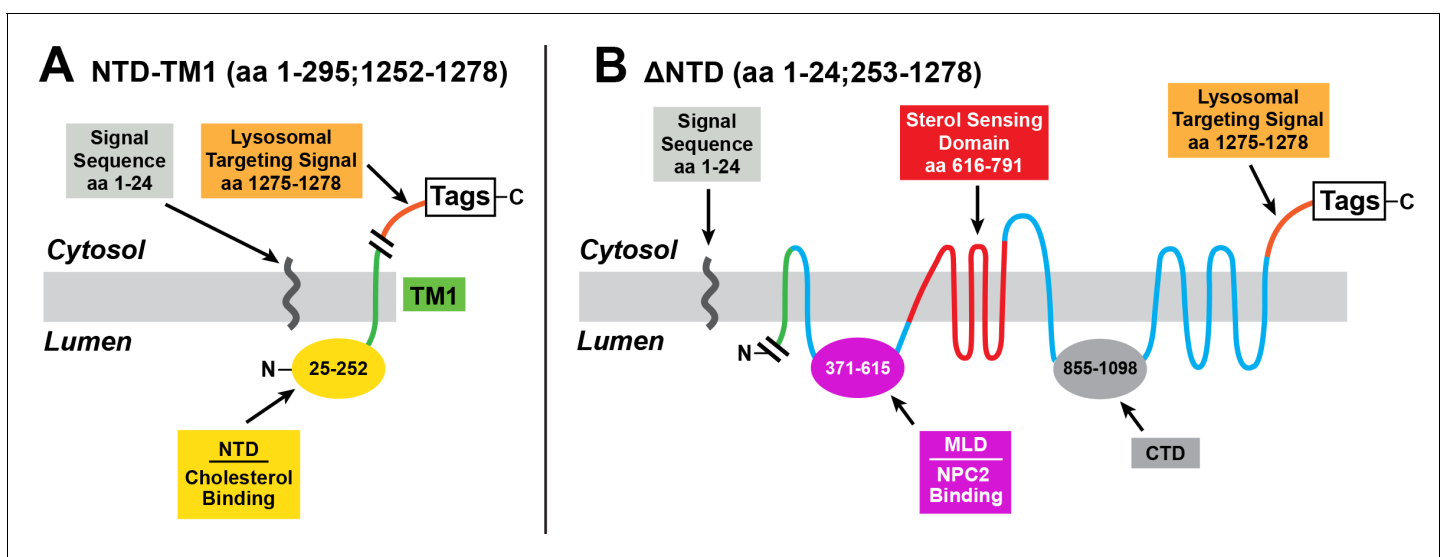 A NTD-TM1 (aa 1-295;1252-1278)
Signal
Sequence
aa 1-24
Lysosomal
Targeting Signal
aa 1275-1278
Tags
C
Cytosol
TM1
Lumen
N
25-252
NTD
Cholesterol
Binding
B ΔNTD (aa 1-24;253-1278)
Signal
Sequence
aa 1-24
Sterol Sensing
Domain
aa 616-791
Lysosomal
Targeting Signal
aa 1275-1278
Tags
C
Cytosol
Lumen
N
371-615
855-1098
MLD
NPC2
Binding
CTD